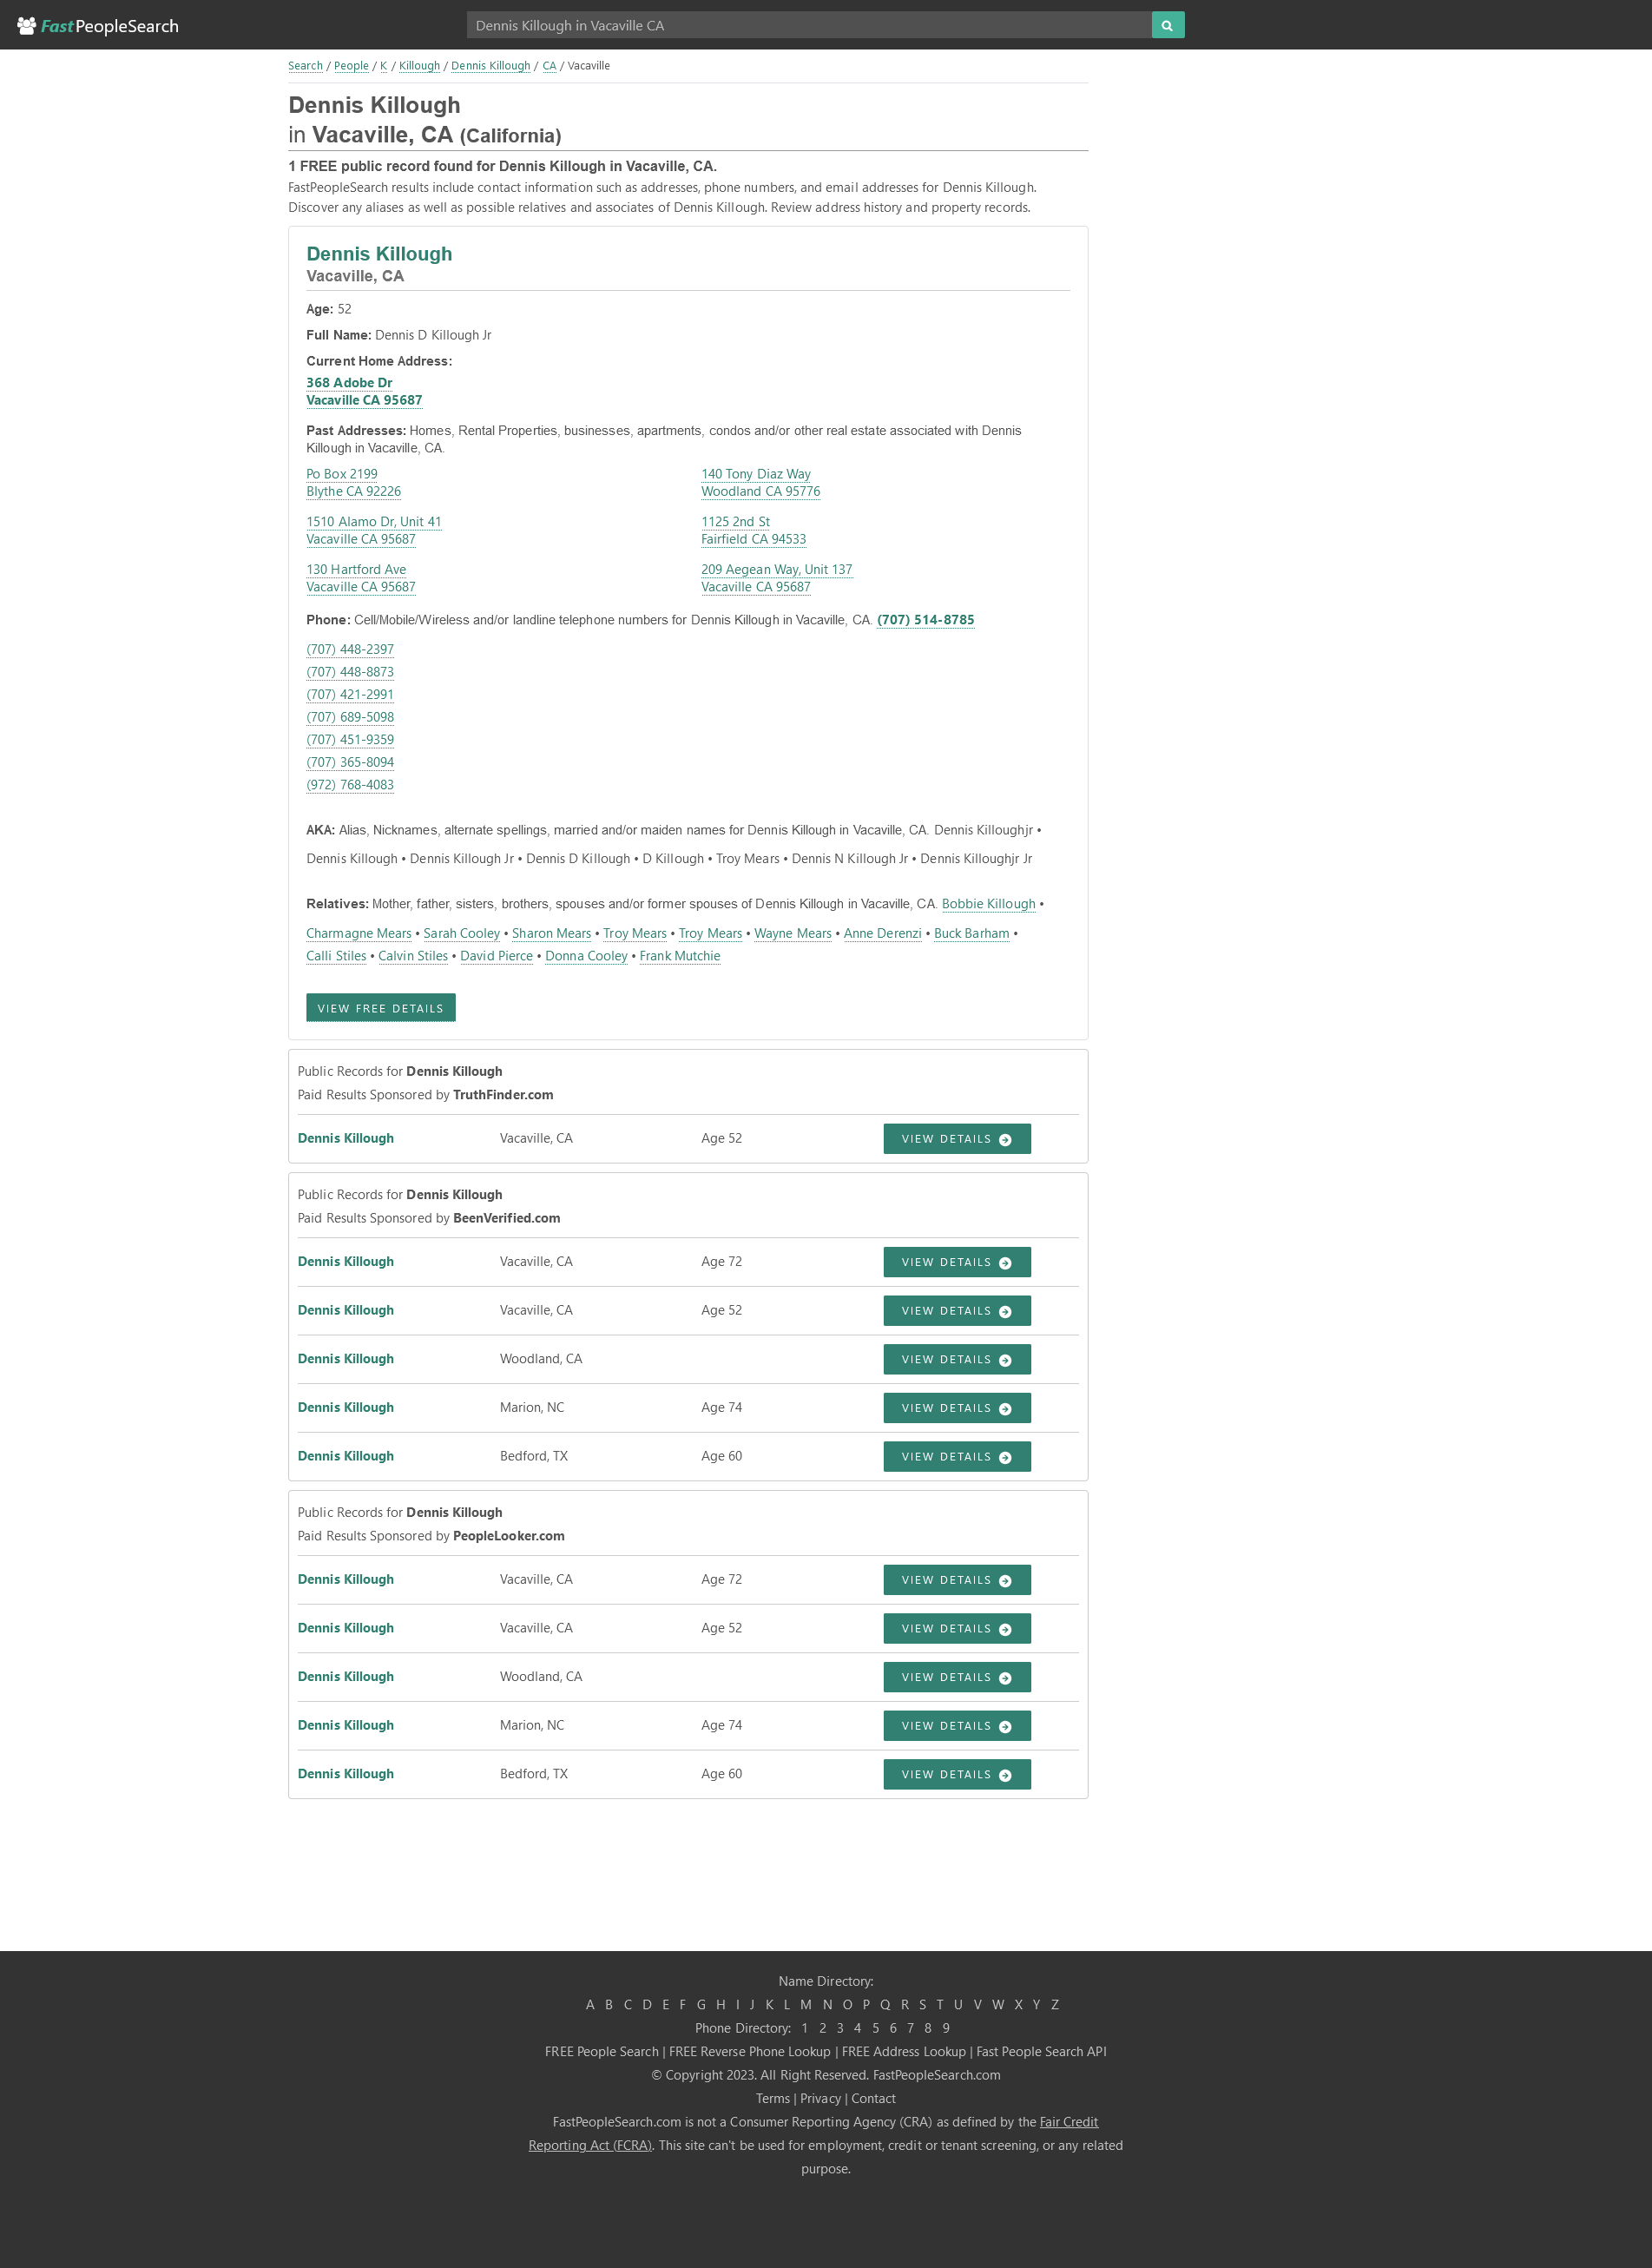 FastPeopleSearch
Dennis Killough in Vacaville CA
Search / People / K / Killough / Dennis Killough / CA / Vacaville
Dennis Killough
in Vacaville, CA (California)
1 FREE public record found for Dennis Killough in Vacaville, CA.
FastPeopleSearch results include contact information such as addresses, phone numbers, and email addresses for Dennis Killough.
Discover any aliases as well as possible relatives and associates of Dennis Killough. Review address history and property records.
Dennis Killough
Vacaville, CA
Age: 52
Full Name: Dennis D Killough Jr
Current Home Address:
368 Adobe Dr
Vacaville CA 95687
Past Addresses: Homes, Rental Properties, businesses, apartments, condos and/or other real estate associated with Dennis
Killough in Vacaville, CA.
Po Box 2199
Blythe CA 92226
140 Tony Diaz Way
Woodland CA 95776
1510 Alamo Dr, Unit 41
Vacaville CA 95687
1125 2nd St
Fairfield CA 94533
130 Hartford Ave
Vacaville CA 95687
209 Aegean Way, Unit 137
Vacaville CA 95687
Phone: Cell/Mobile/Wireless and/or landline telephone numbers for Dennis Killough in Vacaville, CA. (707) 514-8785
(707) 448-2397
(707) 448-8873
(707) 421-2991
(707) 689-5098
(707) 451-9359
(707) 365-8094
(972) 768-4083
AKA: Alias, Nicknames, alternate spellings, married and/or maiden names for Dennis Killough in Vacaville, CA. Dennis Killoughjr •
Dennis Killough • Dennis Killough Jr • Dennis D Killough • D Killough • Troy Mears • Dennis N Killough Jr • Dennis Killoughjr Jr
Relatives: Mother, father, sisters, brothers, spouses and/or former spouses of Dennis Killough in Vacaville, CA. Bobbie Killough •
Charmagne Mears • Sarah Cooley • Sharon Mears • Troy Mears • Troy Mears • Wayne Mears • Anne Derenzi • Buck Barham •
Calli Stiles • Calvin Stiles • David Pierce • Donna Cooley • Frank Mutchie
VIEW FREE DETAILS
Public Records for Dennis Killough
Paid Results Sponsored by TruthFinder.com
Dennis Killough Vacaville, CA Age 52 VIEW DETAILS
Public Records for Dennis Killough
Paid Results Sponsored by BeenVerified.com
Dennis Killough Vacaville, CA Age 72 VIEW DETAILS
Dennis Killough Vacaville, CA Age 52 VIEW DETAILS
Dennis Killough Woodland, CA VIEW DETAILS
Dennis Killough Marion, NC Age 74 VIEW DETAILS
Dennis Killough Bedford, TX Age 60 VIEW DETAILS
Public Records for Dennis Killough
Paid Results Sponsored by PeopleLooker.com
Dennis Killough Vacaville, CA Age 72 VIEW DETAILS
Dennis Killough Vacaville, CA Age 52 VIEW DETAILS
Dennis Killough Woodland, CA VIEW DETAILS
Dennis Killough Marion, NC Age 74 VIEW DETAILS
Dennis Killough Bedford, TX Age 60 VIEW DETAILS
Name Directory:
A B C D E F G H I J K L M N O P Q R S T U V W X Y Z
Phone Directory: 1 2 3 4 5 6 7 8 9
FREE People Search | FREE Reverse Phone Lookup | FREE Address Lookup | Fast People Search API
© Copyright 2023. All Right Reserved. FastPeopleSearch.com
Terms | Privacy | Contact
FastPeopleSearch.com is not a Consumer Reporting Agency (CRA) as defined by the Fair Credit
Reporting Act (FCRA). This site can't be used for employment, credit or tenant screening, or any related
purpose.